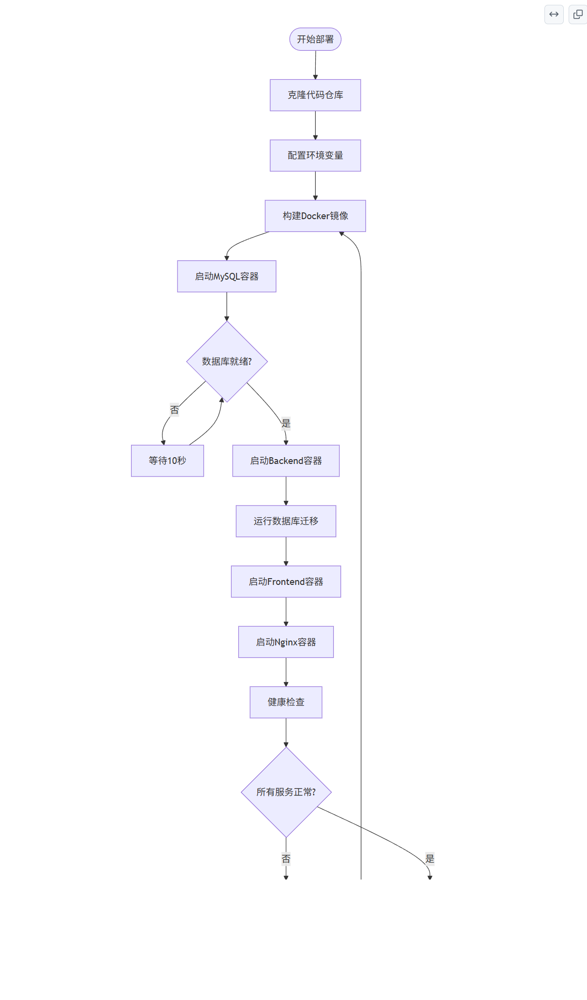 开始部署
克隆代码仓库
配置环境变量
构建Docker镜像
启动MySQL容器
数据库就绪?
否
是
等待10秒
启动Backend容器
运行数据库迁移
启动Frontend容器
启动Nginx容器
健康检查
所有服务正常?
否
是